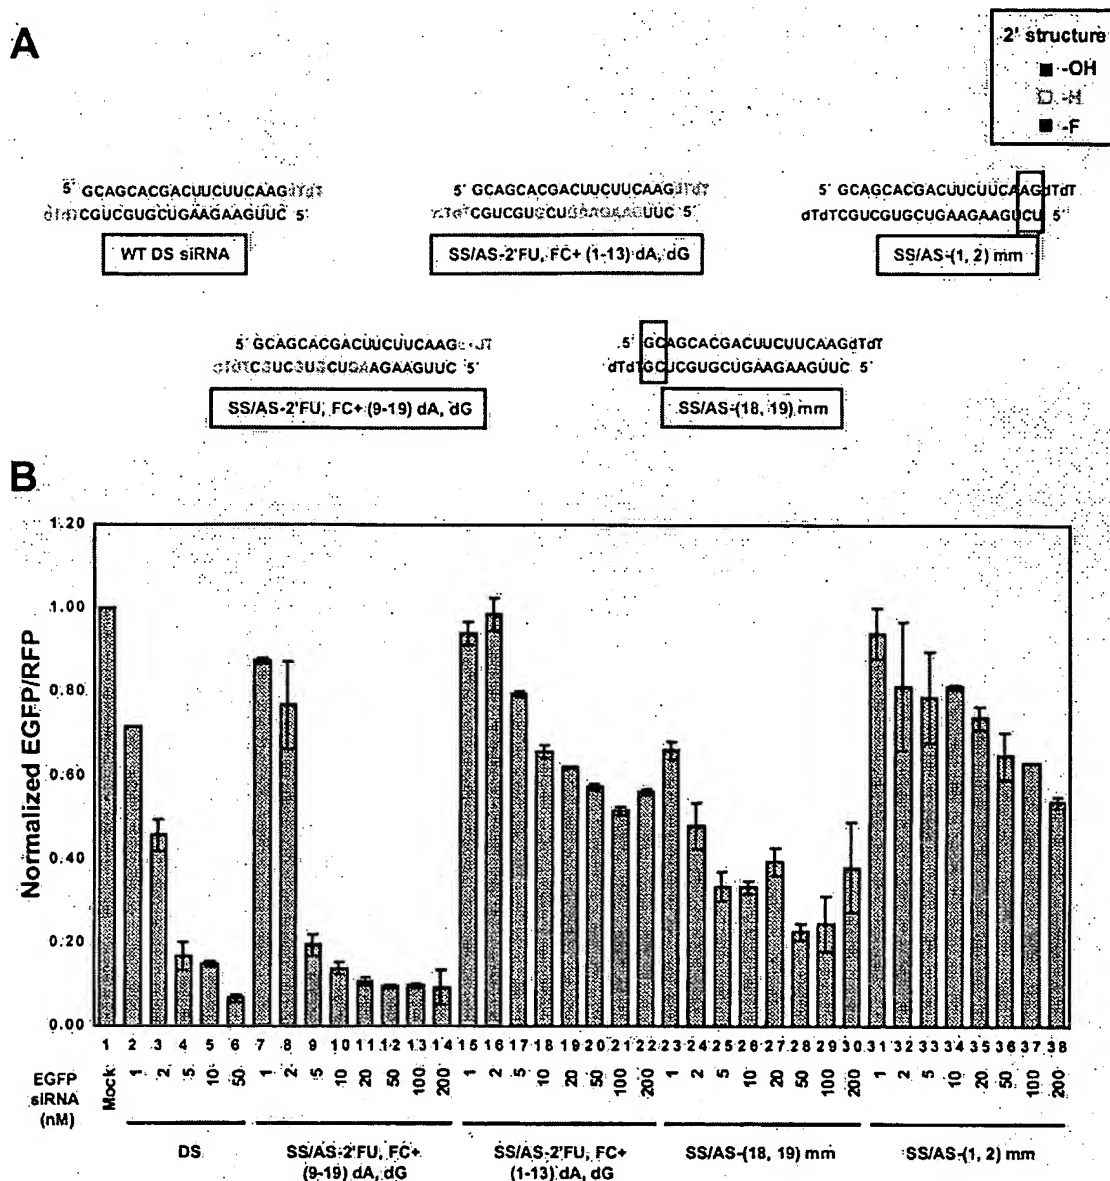 A
2' structure
-OH
-H
-F
5' GCAGCACGACUUCUUCAAGdTdT
dTdTCGUCGUGCUGAAGAAGUUC 5'
WT DS siRNA
5' GCAGCACGACUUCUUCAAGdTdT
dTdTCGUCGUGCUGAAGAAGUUC 5'
SS/AS-2'FU, FC+ (1-13) dA, dG
5' GCAGCACGACUUCUUCAAGdTdT
dTdTCGUCGUGCUGAAGAAGUCU 5'
SS/AS-(1, 2) mm
5' GCAGCACGACUUCUUCAAG
dTdTCGUCGUGCUGAAGAAGUUC 5'
SS/AS-2'FU, FC+ (9-19) dA, dG
5' GCAGCACGACUUCUUCAAGdTdT
dTdTGCUCGUGCUGAAGAAGUUC 5'
SS/AS-(18, 19) mm
B
Normalized EGFP/RFP
1.20
1.00
0.80
0.60
0.40
0.20
0.00
1 2 3 4 5 6 7 8 9 10 11 12 13 14 15 16 17 18 19 20 21 22 23 24 25 26 27 28 29 30 31 32 33 34 35 36 37 38
EGFP siRNA (nM)
Mock 1 2 5 10 50 1 2 5 10 20 50 100 200 1 2 5 10 20 50 100 200 1 2 5 10 20 50 100 200 1 2 5 10 20 50 100 200
DS
SS/AS-2'FU, FC+
(9-19) dA, dG
SS/AS-2'FU, FC+
(1-13) dA, dG
SS/AS-(18, 19) mm
SS/AS-(1, 2) mm